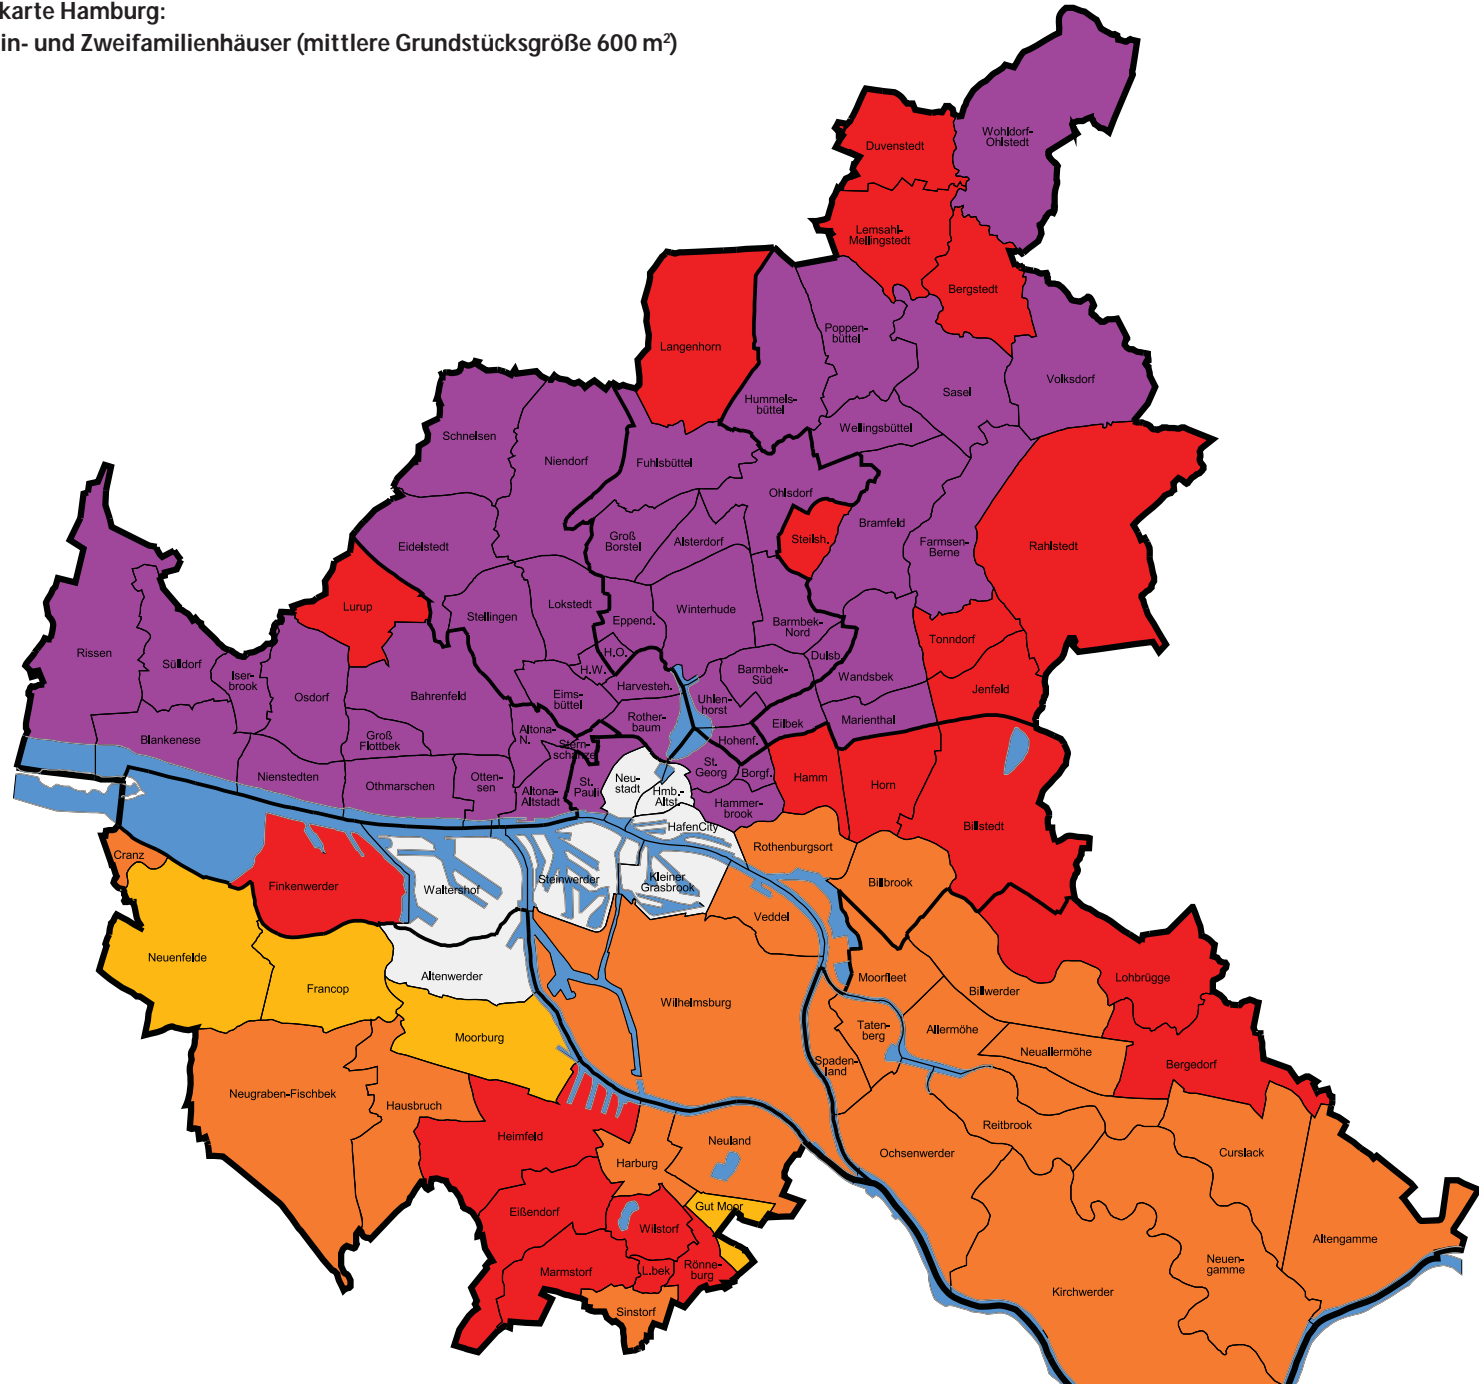 karte Hamburg:
in- und Zweifamilienhäuser (mittlere Grundstücksgröße 600 m²)
Wohldorf-
Ohlstedt
Duvenstedt
Lemsahl-
Mellingstedt
Bergstedt
Langenhorn
Poppen-
büttel
Hummels-
büttel
Sasel
Volksdorf
Wellingsbüttel
Schnelsen
Niendorf
Fuhlsbüttel
Ohlsdorf
Steilsh.
Bramfeld
Farmsen-
Berne
Rahlstedt
Groß
Borstel
Alsterdorf
Eidelstedt
Lurup
Stellingen
Lokstedt
Eppend.
Winterhude
Barmbek-
Nord
Dulsb.
Tonndorf
Rissen
Sülldorf
Iser-
brook
Osdorf
Bahrenfeld
H.O.
H.W.
Eims-
büttel
Harvesteh.
Rother-
baum
Uhlen-
horst
Barmbek-
Süd
Wandsbek
Jenfeld
Marienthal
Eilbek
Hohenf.
Blankenese
Groß
Flottbek
Altona-
N.
Stern-
schanze
Nienstedten
Othmarschen
Otten-
sen
Altona-
Altstadt
St.
Pauli
Neu-
stadt
Hmb.-
Altst.
St.
Georg
Borgf.
Hammer-
brook
Hamm
Horn
Billstedt
HafenCity
Rothenburgsort
Billbrook
Cranz
Finkenwerder
Waltershof
Steinwerder
Kleiner
Grasbrook
Veddel
Neuenfelde
Francop
Altenwerder
Moorburg
Wilhelmsburg
Moorfleet
Billwerder
Lohbrügge
Taten-
berg
Allermöhe
Neuallermöhe
Bergedorf
Spaden-
land
Neugraben-Fischbek
Hausbruch
Heimfeld
Harburg
Neuland
Ochsenwerder
Reitbrook
Curslack
Eißendorf
Wilstorf
Gut Moor
Altengamme
Marmstorf
L.bek
Rönne-
burg
Neuen-
gamme
Sinstorf
Kirchwerder